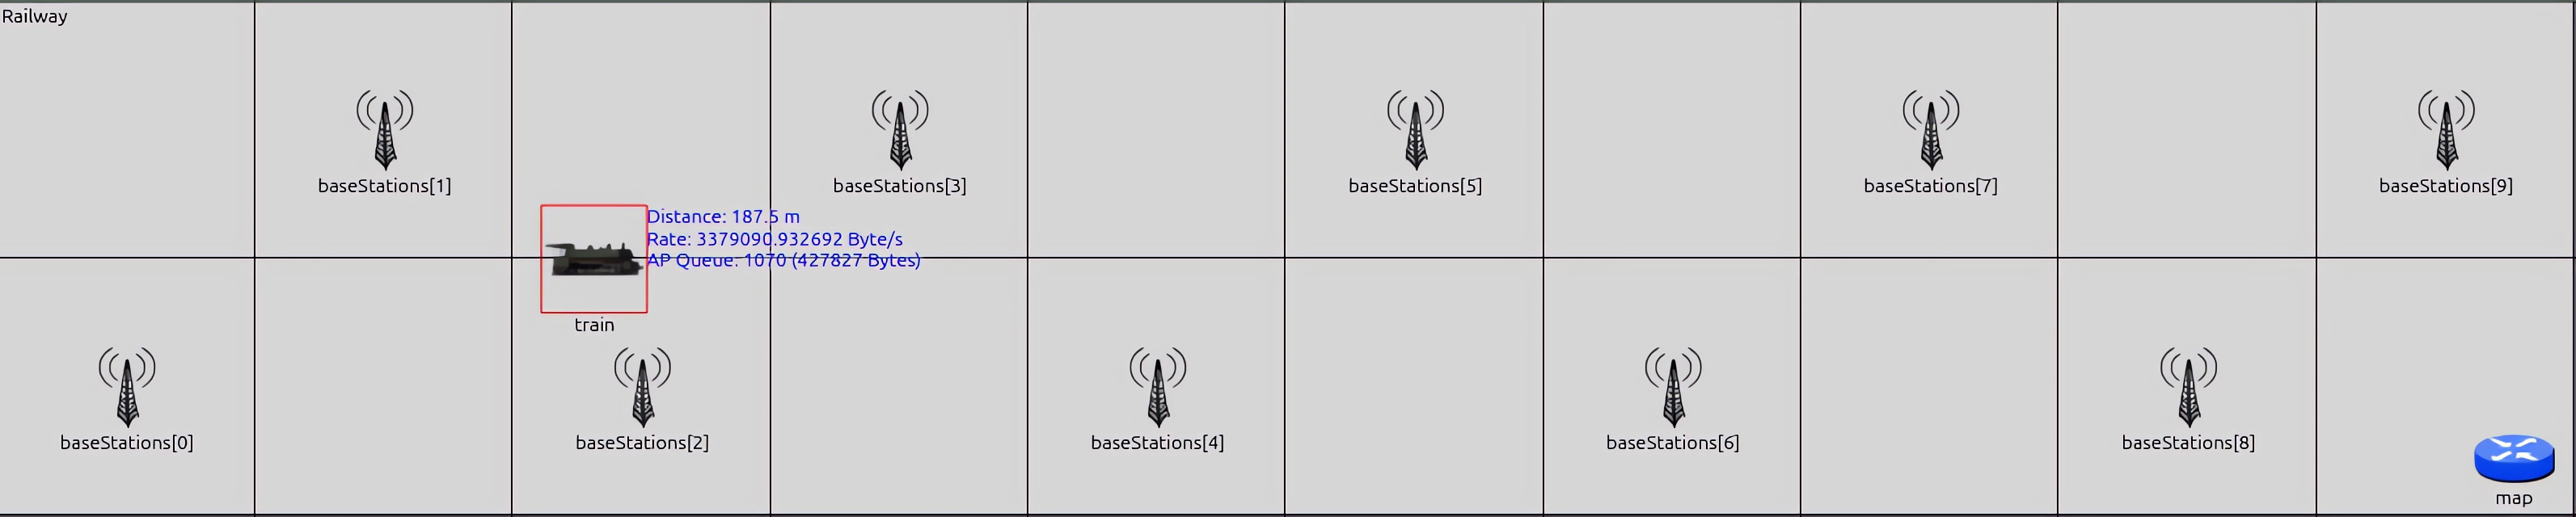 Railway
baseStations[1]
baseStations[3]
baseStations[5]
baseStations[7]
baseStations[9]
Distance: 187.5 m
Rate: 3379090.932692 Byte/s
AP Queue: 1070 (427827 Bytes)
train
baseStations[0]
baseStations[2]
baseStations[4]
baseStations[6]
baseStations[8]
map